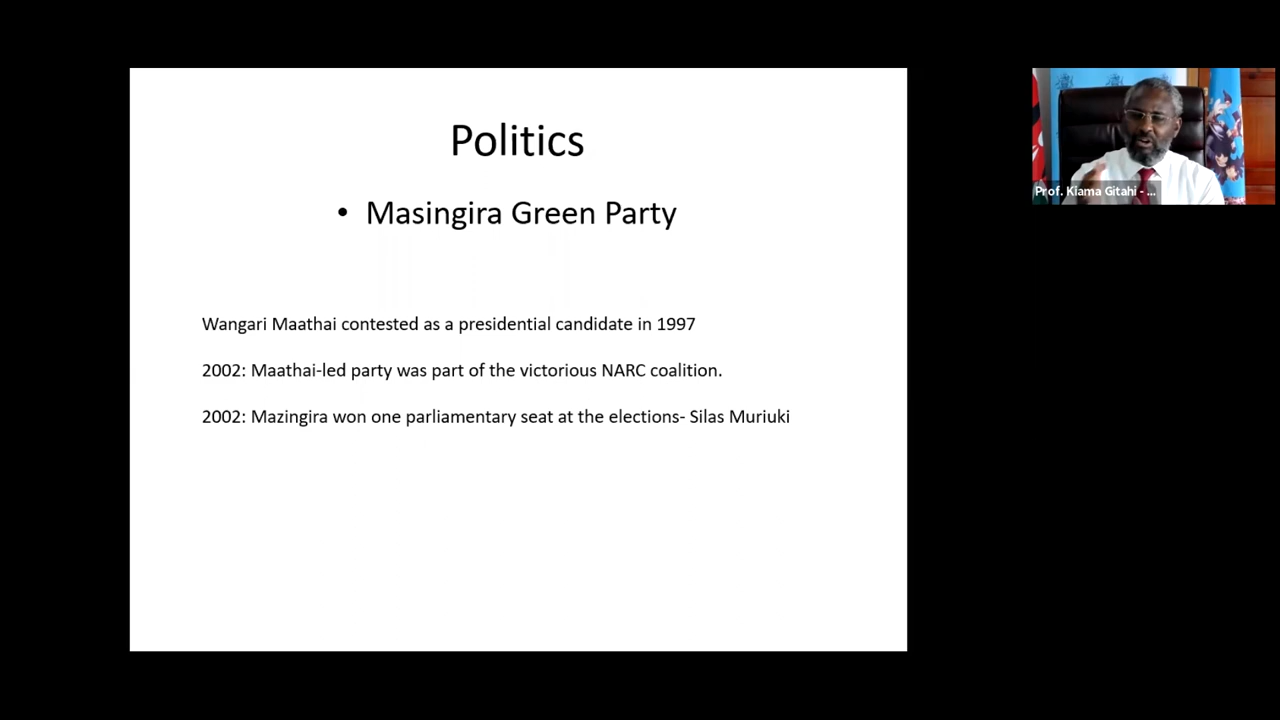 Politics
• Masingira Green Party
Wangari Maathai contested as a presidential candidate in 1997
2002: Maathai-led party was part of the victorious NARC coalition.
2002: Mazingira won one parliamentary seat at the elections- Silas Muriuki
Prof. Kiama Gitahi - ...